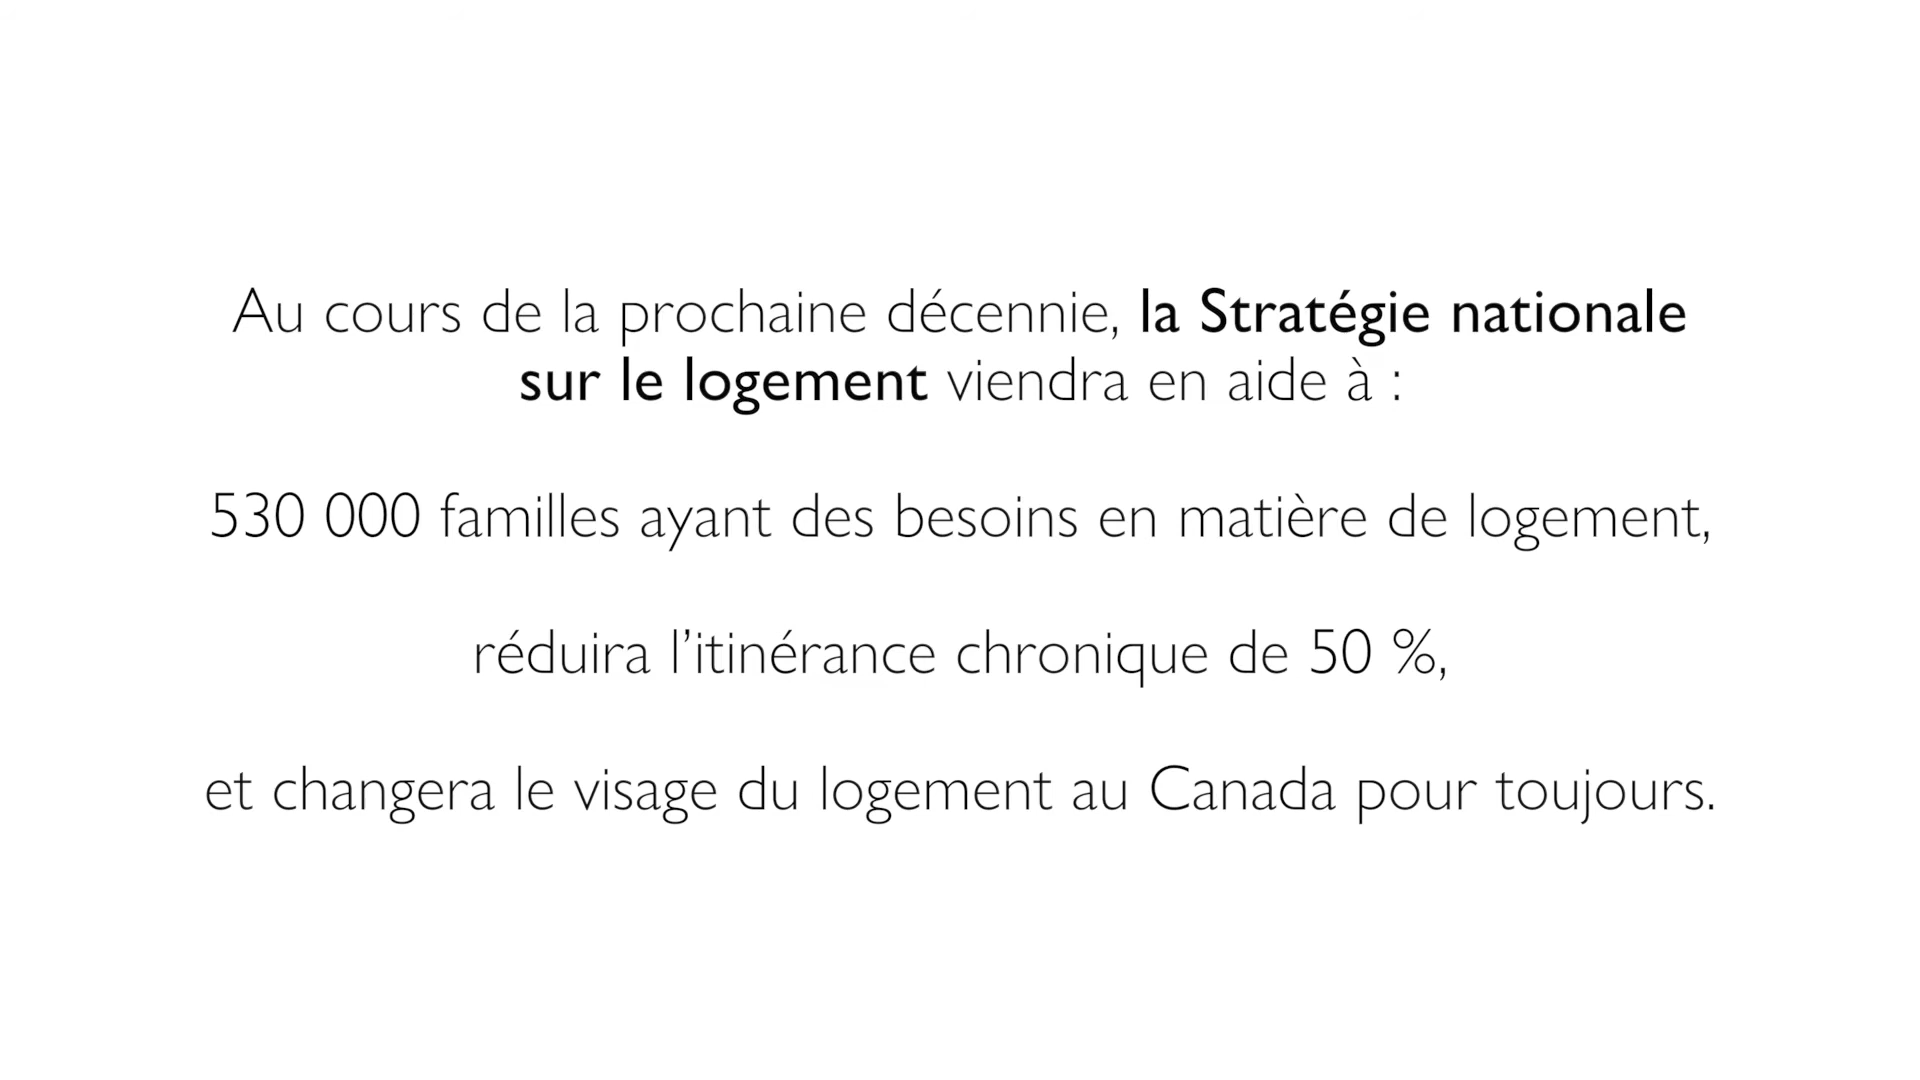 Au cours de la prochaine décennie, la Stratégie nationale
sur le logement viendra en aide à :
530 000 familles ayant des besoins en matière de logement,
réduira l’itinérance chronique de 50 %,
et changera le visage du logement au Canada pour toujours.